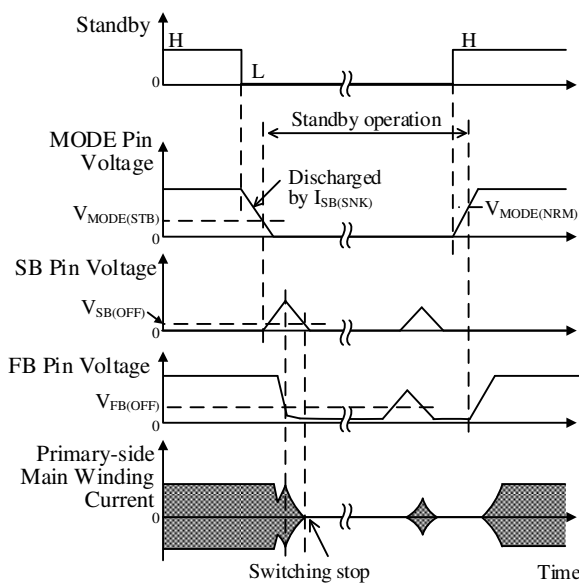 Standby
H
H
L
0
Standby operation
MODE Pin
Voltage
Discharged
by I_SB(SNK)
V_MODE(STB)
V_MODE(NRM)
0
SB Pin Voltage
V_SB(OFF)
0
FB Pin Voltage
V_FB(OFF)
0
Primary-side
Main Winding
Current
0
Switching stop
Time